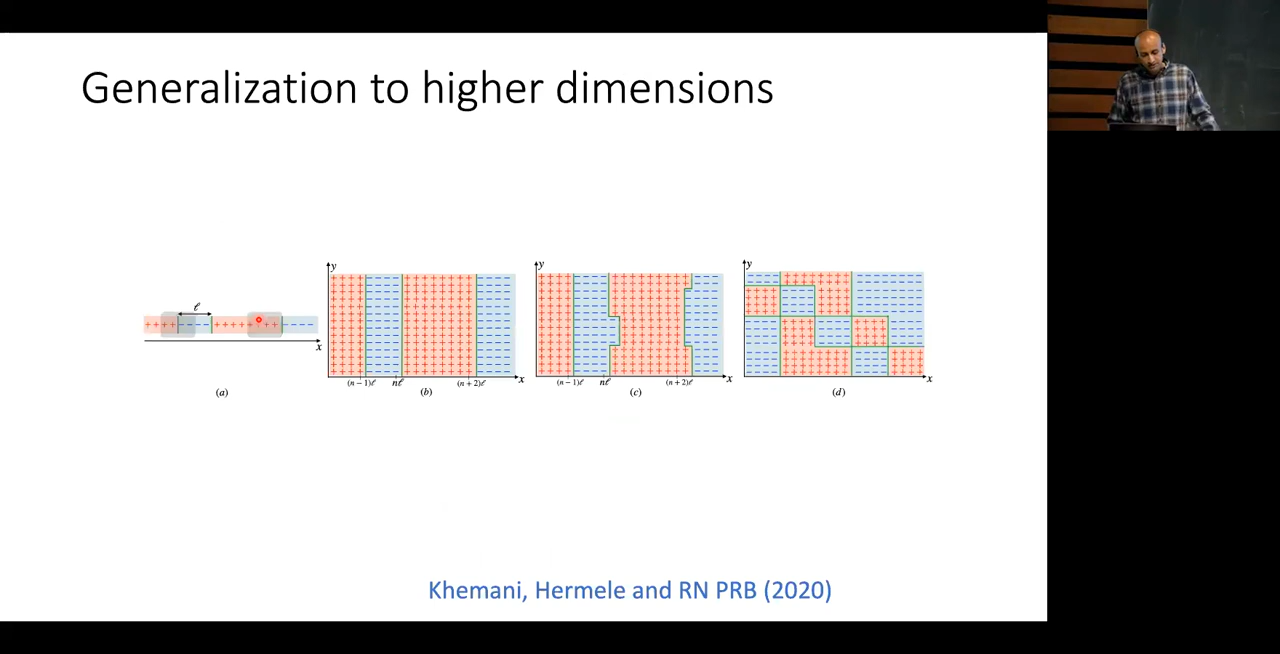 Generalization to higher dimensions
ℓ
x
(a)
y
(n − 1)ℓ nℓ (n + 2)ℓ x
(b)
y
(n − 1)ℓ nℓ (n + 2)ℓ x
(c)
y
x
(d)
Khemani, Hermele and RN PRB (2020)